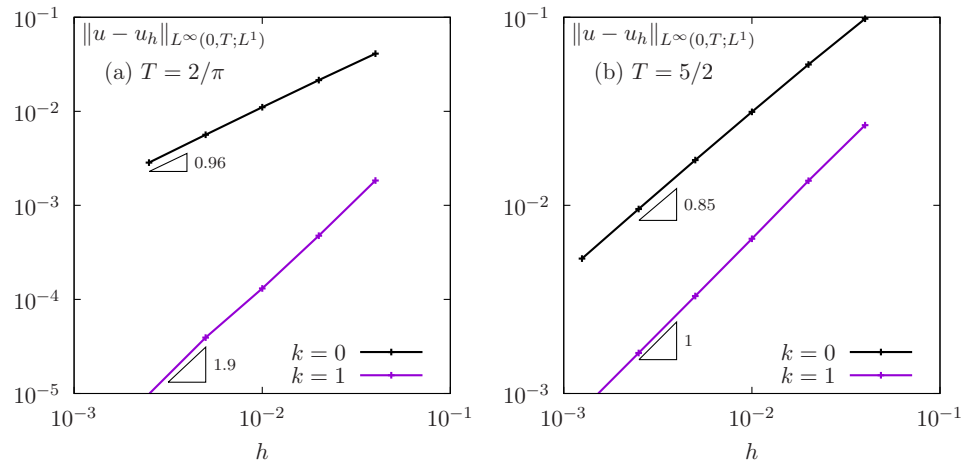 10^{-1}
‖u − u_h‖_{L^∞(0,T;L^1)}
(a) T = 2/π
10^{-2}
0.96
10^{-3}
10^{-4}
1.9
k = 0
k = 1
10^{-5}
10^{-3} 10^{-2} 10^{-1}
h
10^{-1}
‖u − u_h‖_{L^∞(0,T;L^1)}
(b) T = 5/2
10^{-2}
0.85
1
k = 0
k = 1
10^{-3}
10^{-3} 10^{-2} 10^{-1}
h